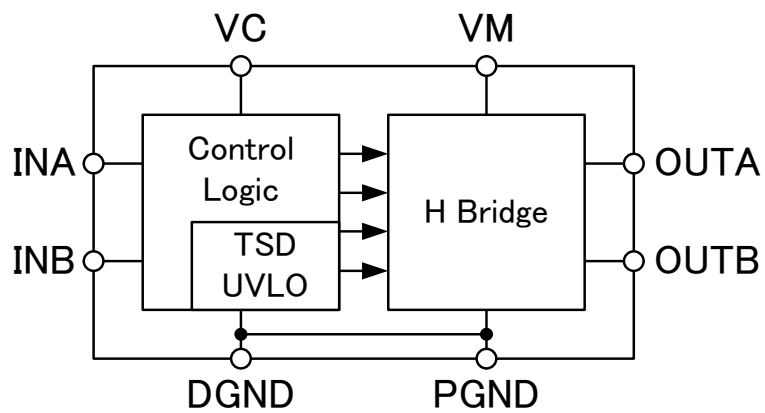 VC
VM
INA
Control
Logic
OUTA
H Bridge
INB
TSD
UVLO
OUTB
DGND
PGND